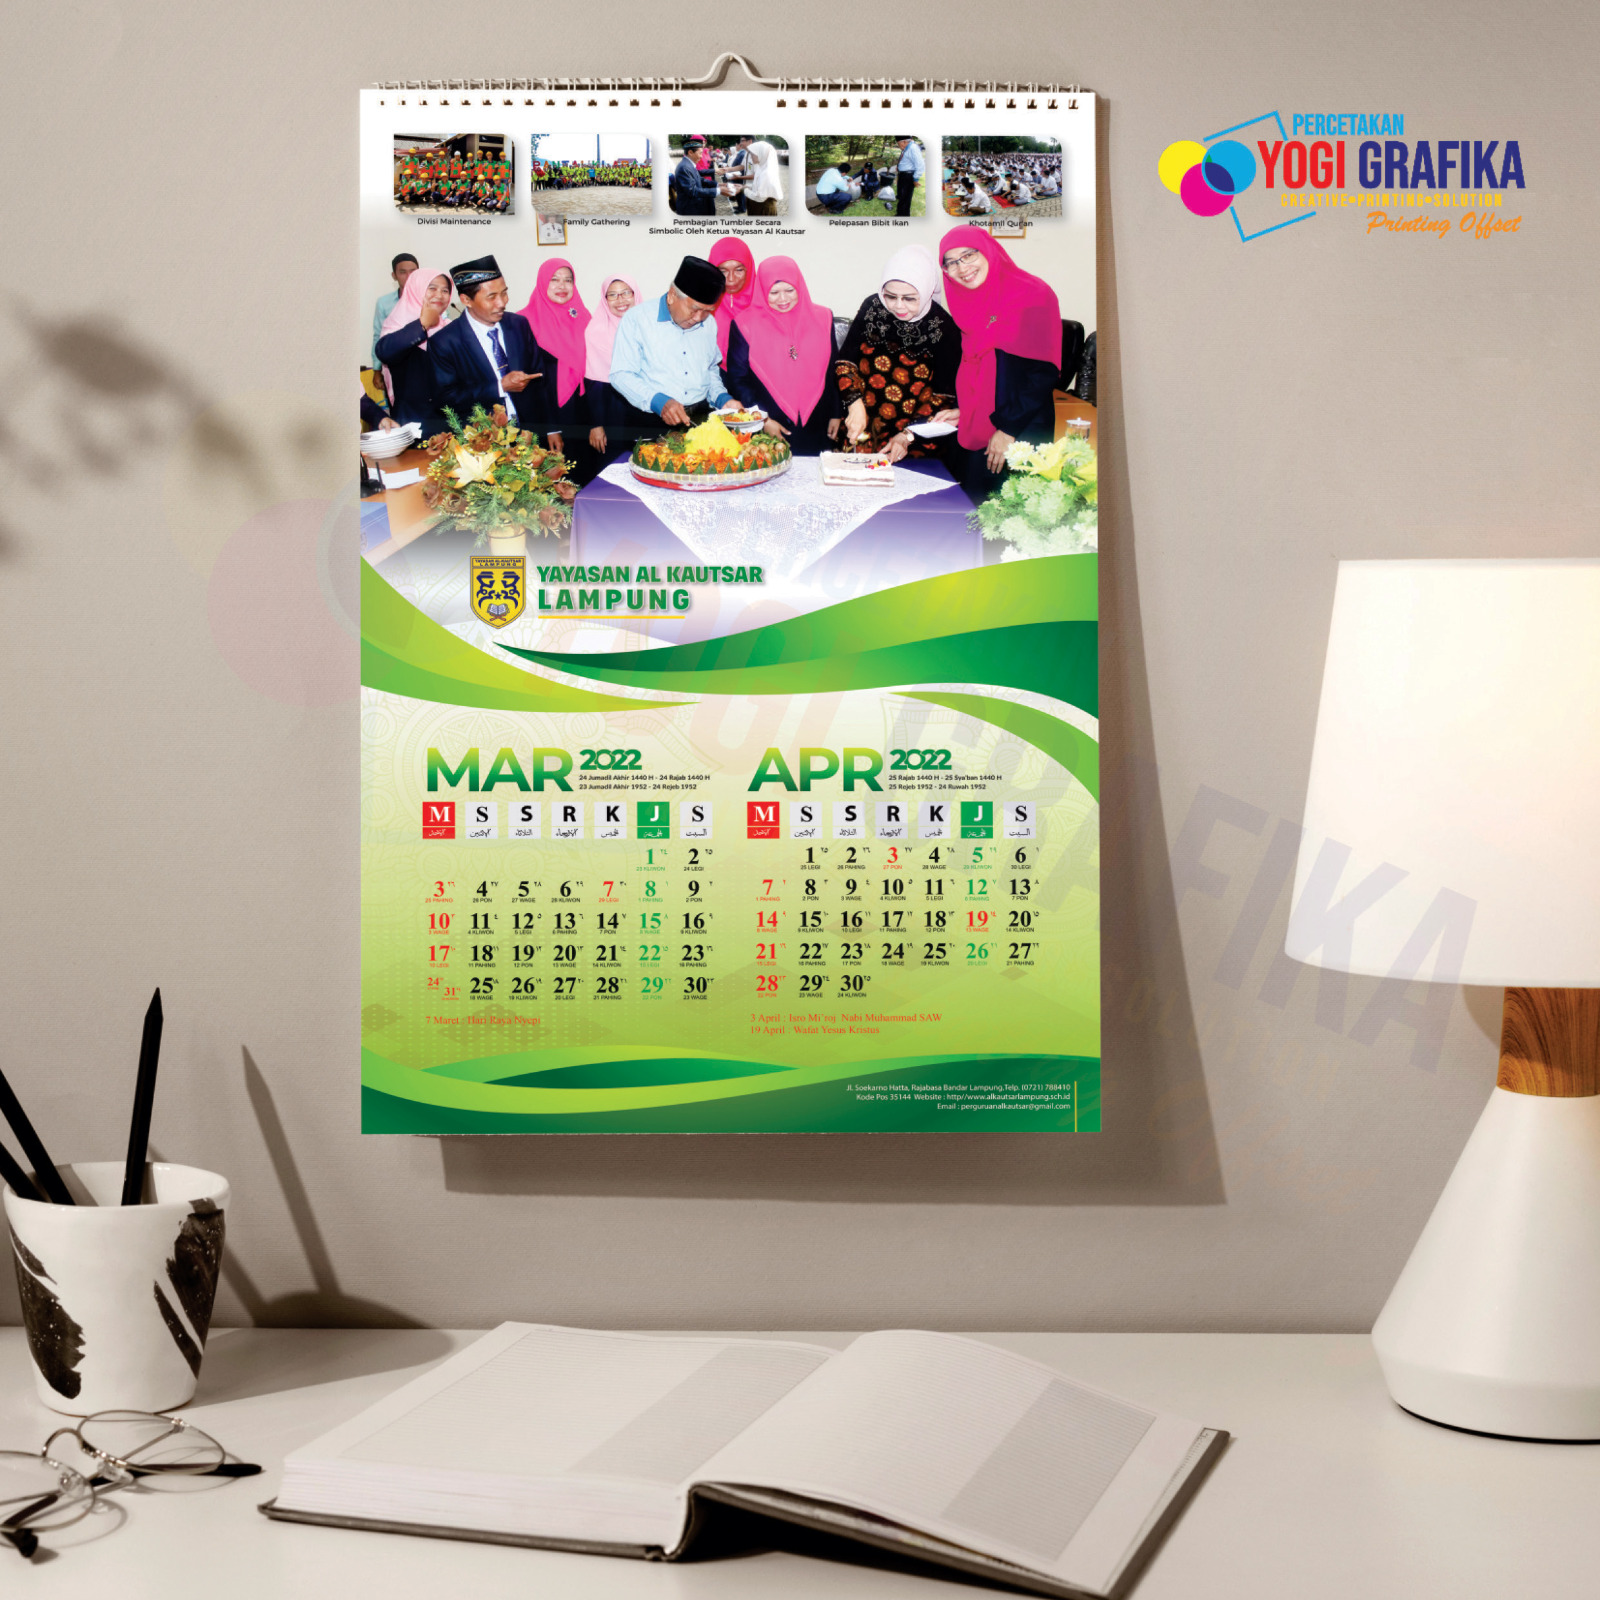 PERCETAKAN
YOGI GRAFIKA
CREATIVE•PRINTING•SOLUTION
Printing Offset
Divisi Maintenance
Family Gathering
Pembagian Tumbler Secara
Simbolic Oleh Ketua Yayasan Al Kautsar
Pelepasan Bibit Ikan
Khotamil Qur'an
YAYASAN AL KAUTSAR
LAMPUNG
YAYASAN AL KAUTSAR
LAMPUNG
MAR 2022
24 Jumadil Akhir 1440 H - 24 Rajab 1440 H
23 Jumadil Akhir 1952 - 24 Rejeb 1952
M S S R K J S
1 2
3 4 5 6 7 8 9
10 11 12 13 14 15 16
17 18 19 20 21 22 23
24 31 25 26 27 28 29 30
7 Maret : Hari Raya Nyepi
APR 2022
25 Rajab 1440 H - 25 Sya'ban 1440 H
25 Rejeb 1952 - 24 Ruwah 1952
M S S R K J S
1 2 3 4 5 6
7 8 9 10 11 12 13
14 15 16 17 18 19 20
21 22 23 24 25 26 27
28 29 30
3 April : Isro Mi'roj Nabi Muhammad SAW
19 April : Wafat Yesus Kristus
Jl. Soekarno Hatta, Rajabasa Bandar Lampung,Telp. (0721) 788410
Kode Pos 35144 Website : http//www.alkautsarlampung.sch.id
Email : perguruanalkautsar@gmail.com
YOGI GRAFIKA